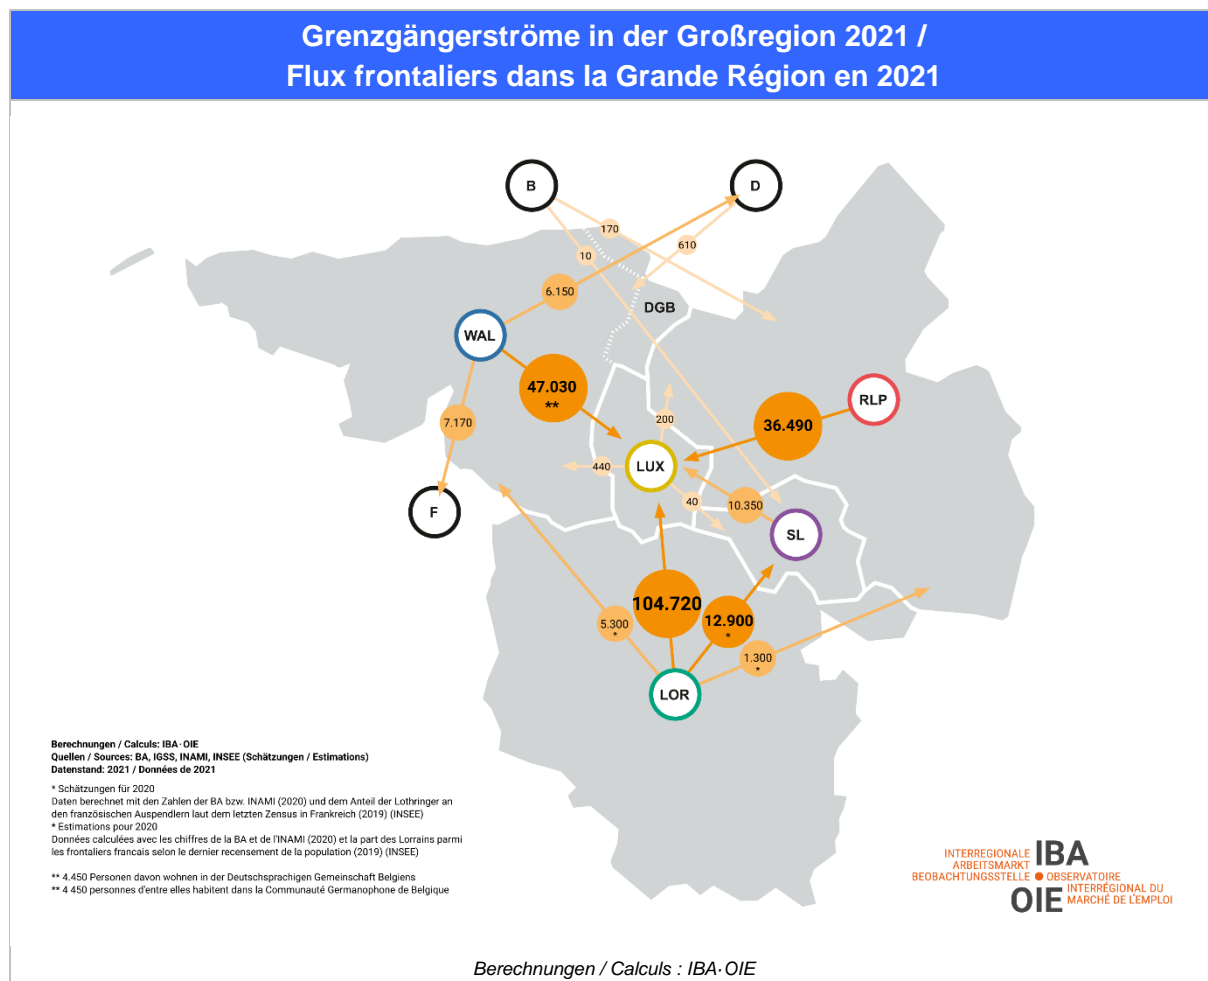 Grenzgängerströme in der Großregion 2021 /
Flux frontaliers dans la Grande Région en 2021
B
D
170
610
10
6.150
DGB
WAL
47.030
**
RLP
36.490
7.170
200
440
LUX
40
10.350
F
SL
104.720
12.900
*
5.300
*
1.300
*
LOR
Berechnungen / Calculs: IBA·OIE
Quellen / Sources: BA, IGSS, INAMI, INSEE (Schätzungen / Estimations)
Datenstand: 2021 / Données de 2021
* Schätzungen für 2020
Daten berechnet mit den Zahlen der BA bzw. INAMI (2020) und dem Anteil der Lothringer an
den französischen Auspendlern laut dem letzten Zensus in Frankreich (2019) (INSEE)
* Estimations pour 2020
Données calculées avec les chiffres de la BA et de l'INAMI (2020) et la part des Lorrains parmi
les frontaliers francais selon le dernier recensement de la population (2019) (INSEE)
** 4.450 Personen davon wohnen in der Deutschsprachigen Gemeinschaft Belgiens
** 4 450 personnes d'entre elles habitent dans la Communauté Germanophone de Belgique
INTERREGIONALE
ARBEITSMARKT
BEOBACHTUNGSSTELLE
IBA
OBSERVATOIRE
OIE
INTERRÉGIONAL DU
MARCHÉ DE L'EMPLOI
Berechnungen / Calculs : IBA·OIE